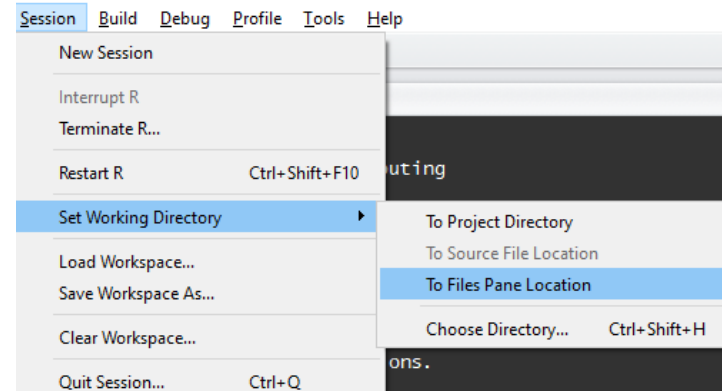 Session Build Debug Profile Tools Help
New Session
Interrupt R
Terminate R...
uting
Restart R Ctrl+Shift+F10
Set Working Directory
To Project Directory
To Source File Location
To Files Pane Location
Choose Directory... Ctrl+Shift+H
Load Workspace...
Save Workspace As...
Clear Workspace...
ons.
Quit Session... Ctrl+Q